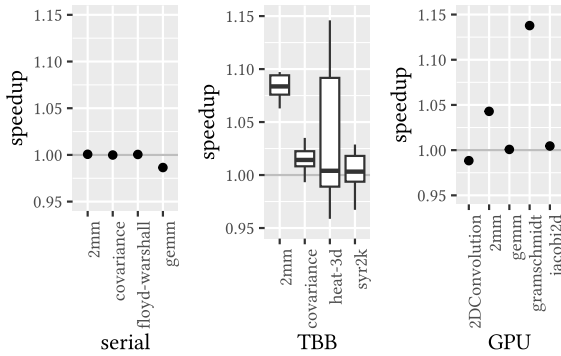 speedup
1.15
1.10
1.05
1.00
0.95
2mm
covariance
floyd-warshall
gemm
serial
speedup
1.15
1.10
1.05
1.00
0.95
2mm
covariance
heat-3d
syr2k
TBB
speedup
1.15
1.10
1.05
1.00
0.95
2DConvolution
2mm
gemm
gramschmidt
jacobi2d
GPU